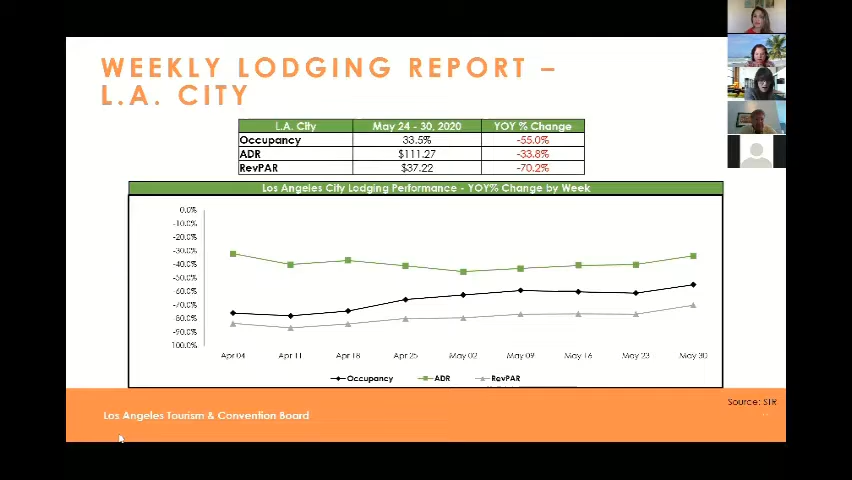 WEEKLY LODGING REPORT –
L.A. CITY
L.A. City May 24 - 30, 2020 YOY % Change
Occupancy 33.5% -55.0%
ADR $111.27 -33.8%
RevPAR $37.22 -70.2%
Los Angeles City Lodging Performance - YOY% Change by Week
0.0%
-10.0%
-20.0%
-30.0%
-40.0%
-50.0%
-60.0%
-70.0%
-80.0%
-90.0%
100.0%
Apr 04 Apr 11 Apr 18 Apr 25 May 02 May 09 May 16 May 23 May 30
Occupancy ADR RevPAR
Source: STR
Los Angeles Tourism & Convention Board